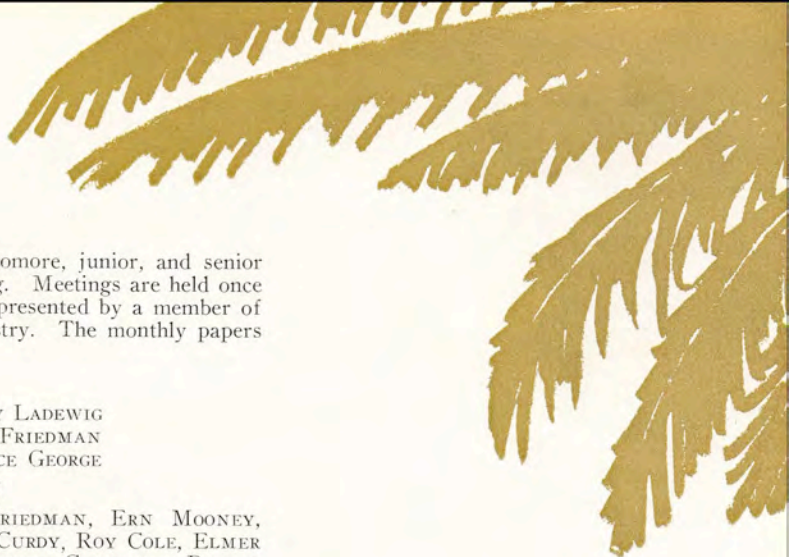 omore, junior, and senior
g. Meetings are held once
presented by a member of
stry. The monthly papers
Y LADEWIG
FRIEDMAN
CE GEORGE
RIEDMAN, ERN MOONEY,
CURDY, ROY COLE, ELMER